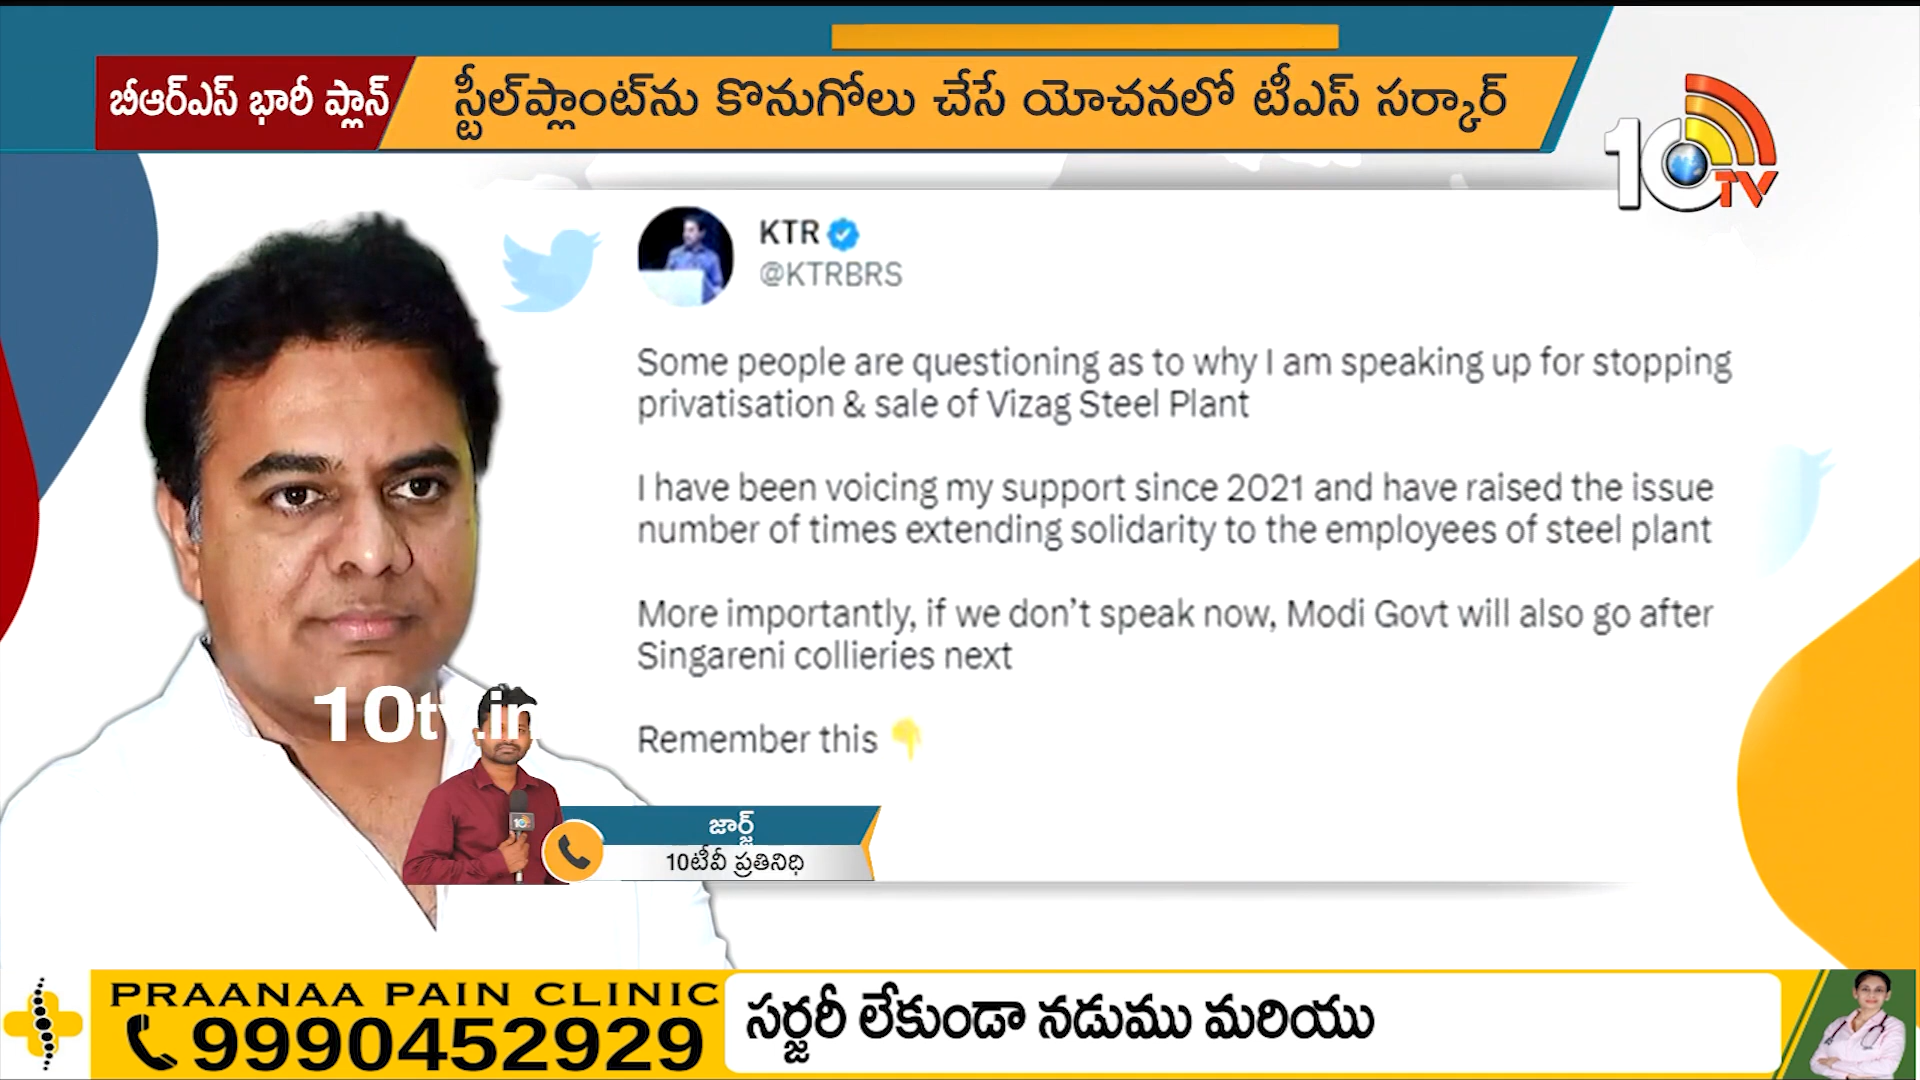 బీఆర్ఎస్ భారీ ప్లాన్
స్టీల్‌ప్లాంట్‌ను కొనుగోలు చేసే యోచనలో టీఎస్ సర్కార్
10TV
KTR
@KTRBRS
Some people are questioning as to why I am speaking up for stopping
privatisation & sale of Vizag Steel Plant
I have been voicing my support since 2021 and have raised the issue
number of times extending solidarity to the employees of steel plant
More importantly, if we don't speak now, Modi Govt will also go after
Singareni collieries next
Remember this 👇
10tv.in
జార్జ్
10టీవీ ప్రతినిధి
PRAANAA PAIN CLINIC
9990452929
సర్జరీ లేకుండా నడుము మరియు